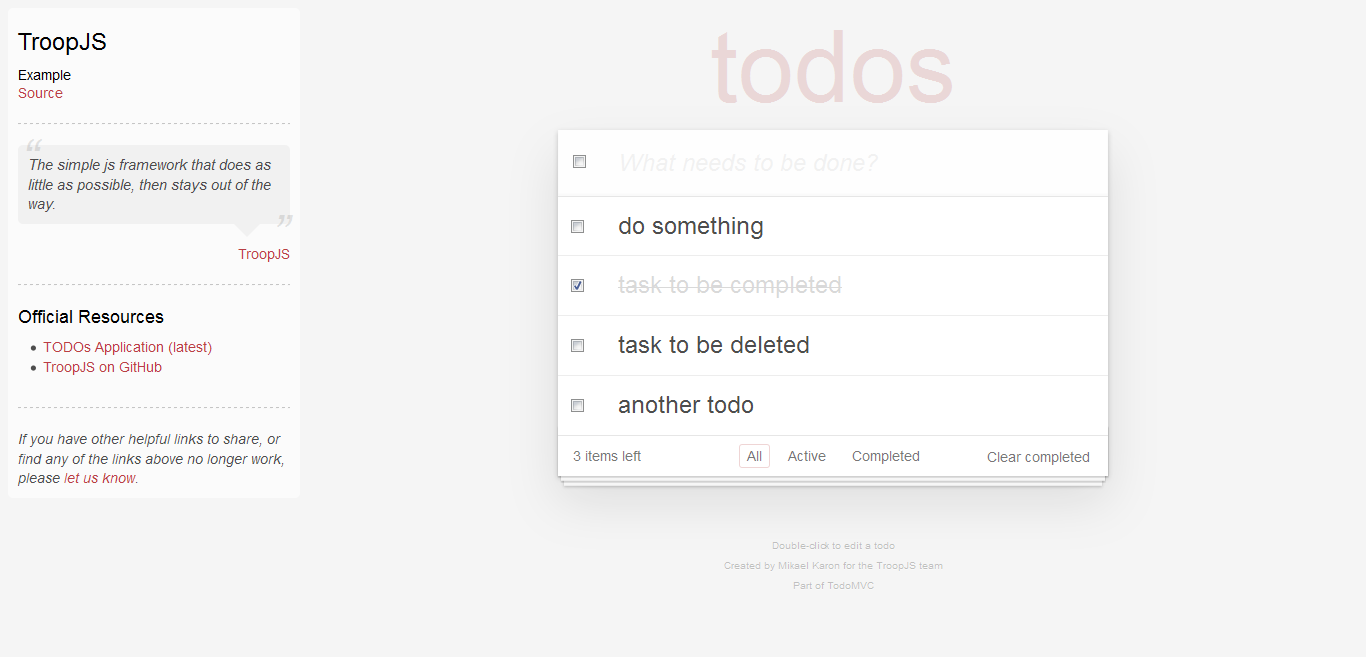 TroopJS
Example
Source
“
The simple js framework that does as
little as possible, then stays out of the
way.
”
TroopJS
Official Resources
TODOs Application (latest)
TroopJS on GitHub
If you have other helpful links to share, or
find any of the links above no longer work,
please let us know.
todos
What needs to be done?
do something
task to be completed
task to be deleted
another todo
3 items left All Active Completed Clear completed
Double-click to edit a todo
Created by Mikael Karon for the TroopJS team
Part of TodoMVC